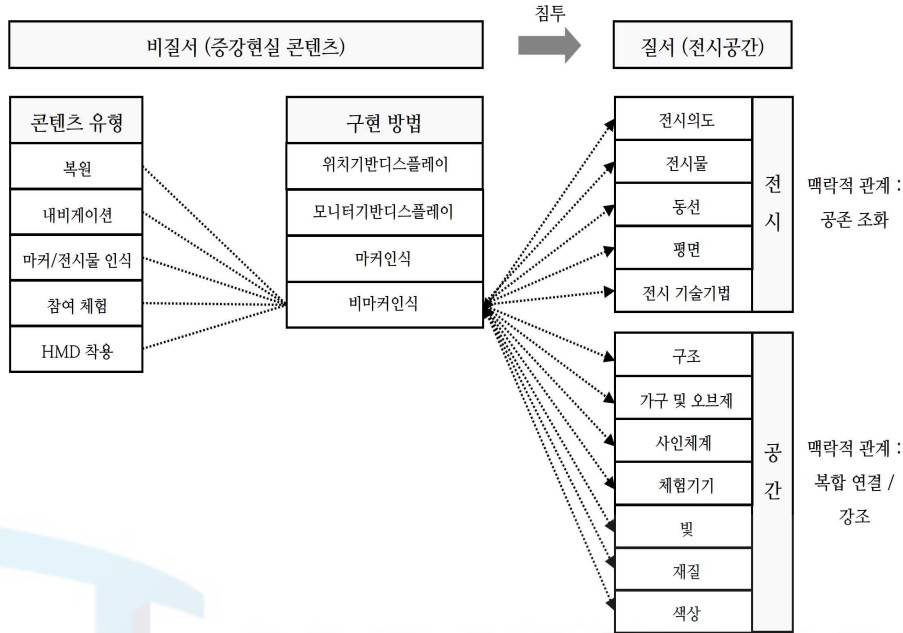 침투
비질서 (증강현실 콘텐츠)
질서 (전시공간)
콘텐츠 유형
복원
내비게이션
마커/전시물 인식
참여 체험
HMD 착용
구현 방법
위치기반디스플레이
모니터기반디스플레이
마커인식
비마커인식
전시의도
전시물
동선
평면
전시 기술기법
전
시
맥락적 관계 :
공존 조화
구조
가구 및 오브제
사인체계
체험기기
빛
재질
색상
공
간
맥락적 관계 :
복합 연결 /
강조